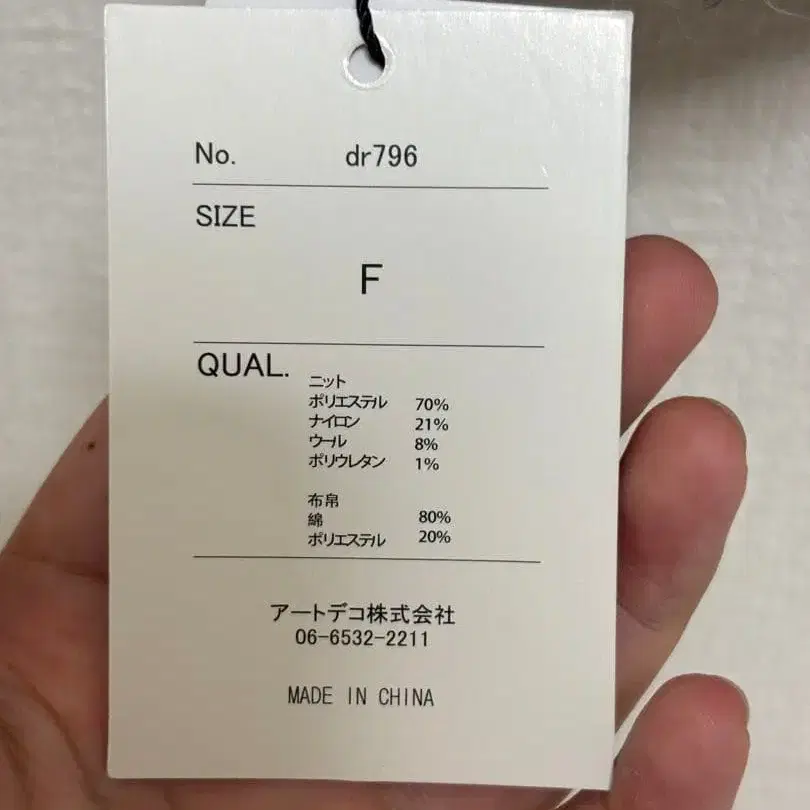 No. dr796
SIZE
F
QUAL.
ニット
ポリエステル 70%
ナイロン 21%
ウール 8%
ポリウレタン 1%
布帛
綿 80%
ポリエステル 20%
アートデコ株式会社
06-6532-2211
MADE IN CHINA